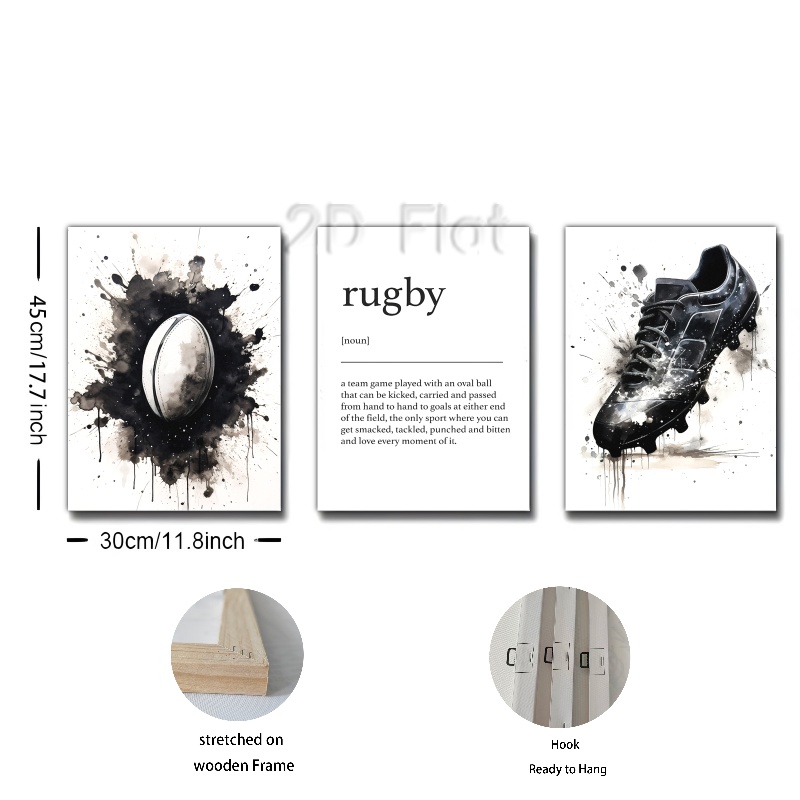 2D Flat
45cm/17.7inch
rugby
[noun]
a team game played with an oval ball
that can be kicked, carried and passed
from hand to hand to goals at either end
of the field, the only sport where you can
get smacked, tackled, punched and bitten
and love every moment of it.
30cm/11.8inch
stretched on
wooden Frame
Hook
Ready to Hang